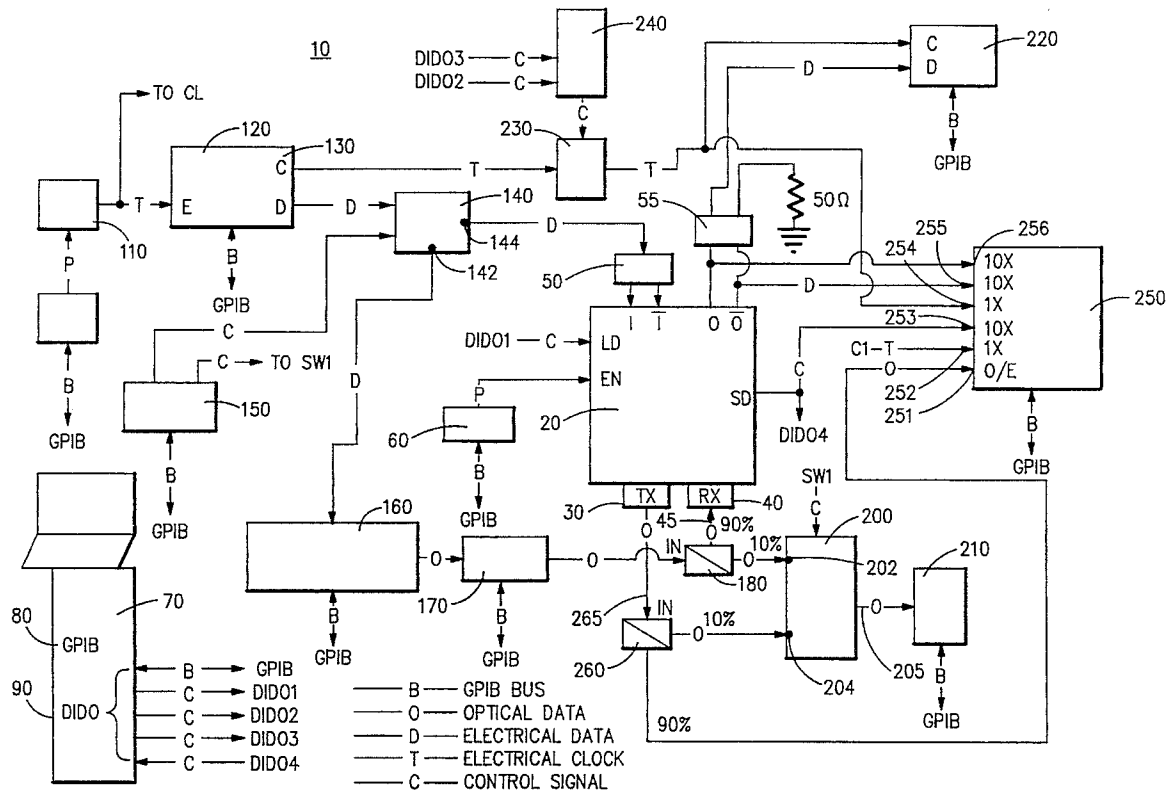 10
240
DIDO3 C
DIDO2 C
C
C
D
220
D
B
GPIB
TO CL
120
130
C
230
T
T
E
D
D
T
110
140
144
142
D
55
50Ω
P
B
GPIB
50
C
254
255
256
10X
10X
1X
10X
1X
O/E
250
D
253
C1 T
O
252
251
I
I
O
O
DIDO1 C
LD
EN
SD
20
C
DIDO4
B
GPIB
C TO SW1
150
B
GPIB
B
GPIB
D
P
60
B
GPIB
TX
RX
30
40
45
O
O
90%
SW1
C
200
160
O
170
O
IN
180
O
10%
202
210
B
GPIB
B
GPIB
265
IN
260
O
10%
204
O
205
B
GPIB
90%
70
80
GPIB
90
DIDO
B GPIB
C DIDO1
C DIDO2
C DIDO3
C DIDO4
B GPIB BUS
O OPTICAL DATA
D ELECTRICAL DATA
T ELECTRICAL CLOCK
C CONTROL SIGNAL